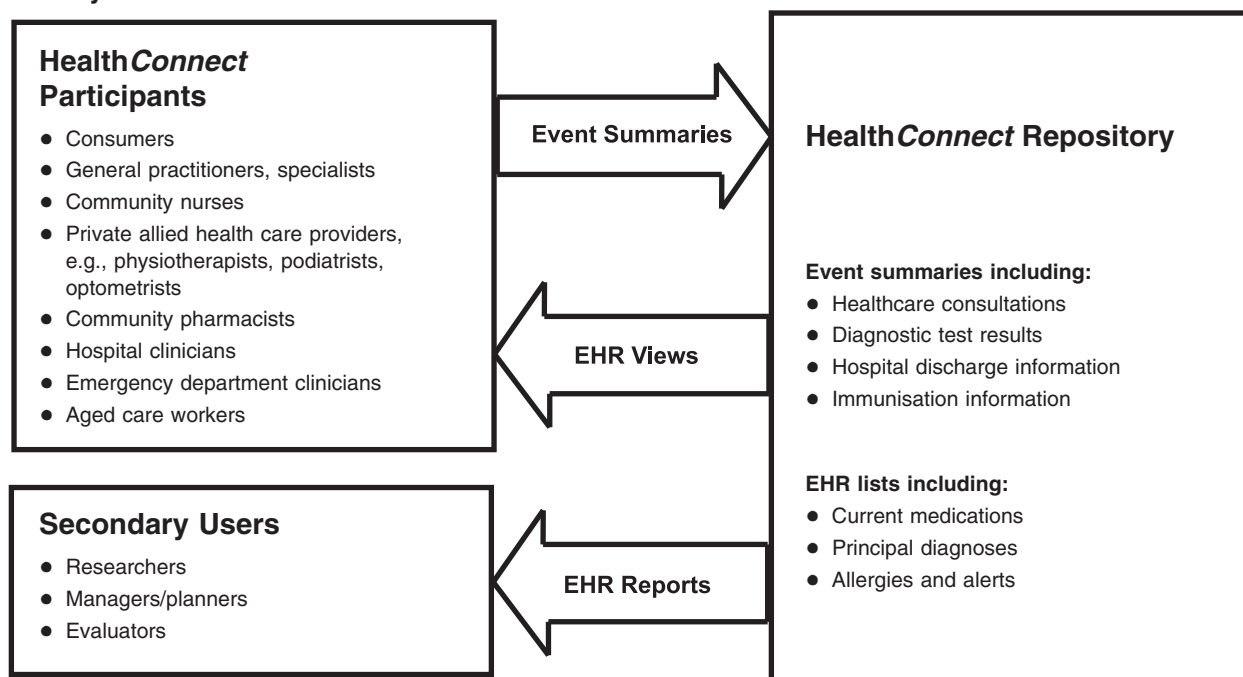 Health Connect
Participants
● Consumers
● General practitioners, specialists
● Community nurses
● Private allied health care providers,
e.g., physiotherapists, podiatrists,
optometrists
● Community pharmacists
● Hospital clinicians
● Emergency department clinicians
● Aged care workers
Event Summaries
EHR Views
HealthConnect Repository
Event summaries including:
● Healthcare consultations
● Diagnostic test results
● Hospital discharge information
● Immunisation information
EHR lists including:
● Current medications
● Principal diagnoses
● Allergies and alerts
Secondary Users
● Researchers
● Managers/planners
● Evaluators
EHR Reports